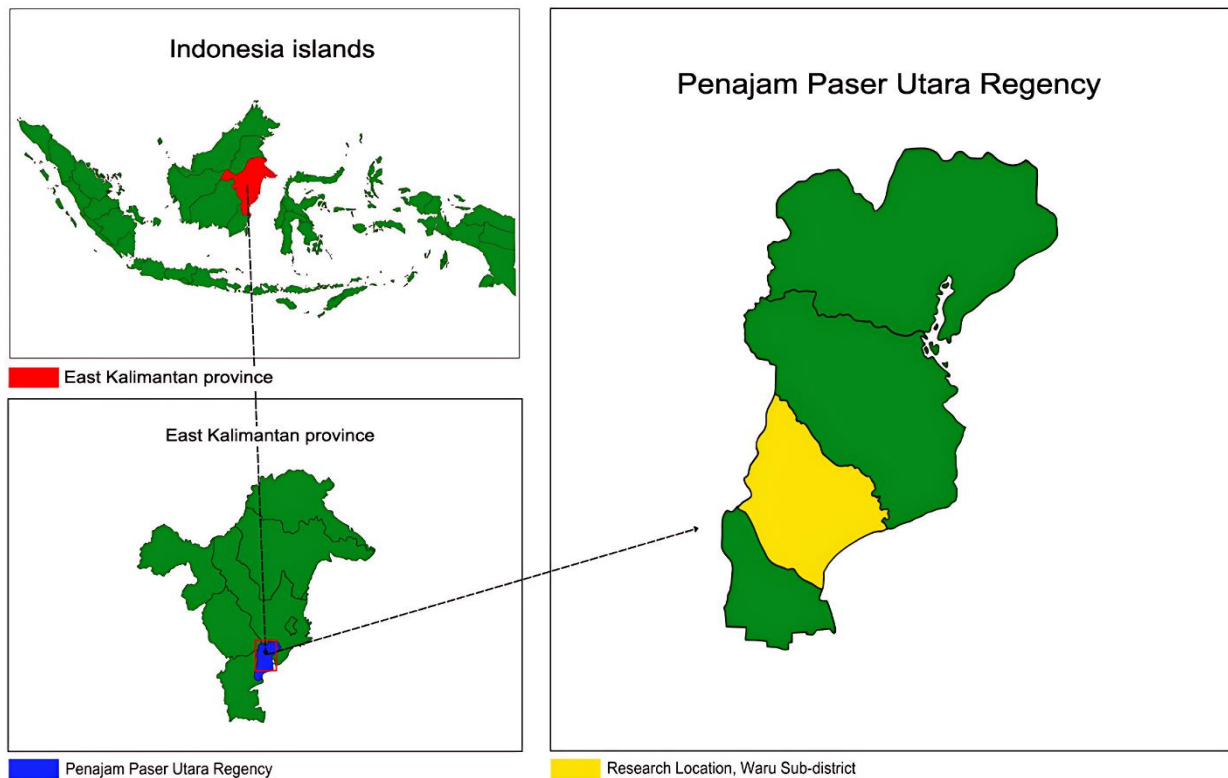 Indonesia islands
East Kalimantan province
East Kalimantan province
Penajam Paser Utara Regency
Penajam Paser Utara Regency
Research Location, Waru Sub-district